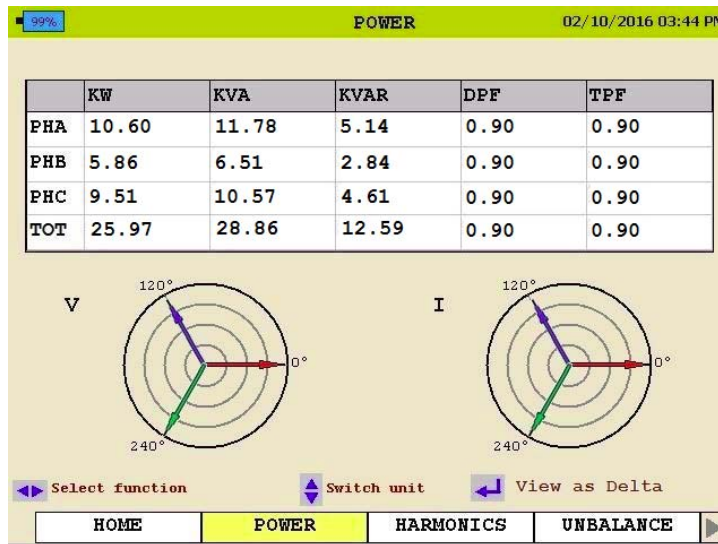 99% POWER 02/10/2016 03:44 PM
KW KVA KVAR DPF TPF
PHA 10.60 11.78 5.14 0.90 0.90
PHB 5.86 6.51 2.84 0.90 0.90
PHC 9.51 10.57 4.61 0.90 0.90
TOT 25.97 28.86 12.59 0.90 0.90
V 120° 0° 240°
I 120° 0° 240°
Select function Switch unit View as Delta
HOME POWER HARMONICS UNBALANCE